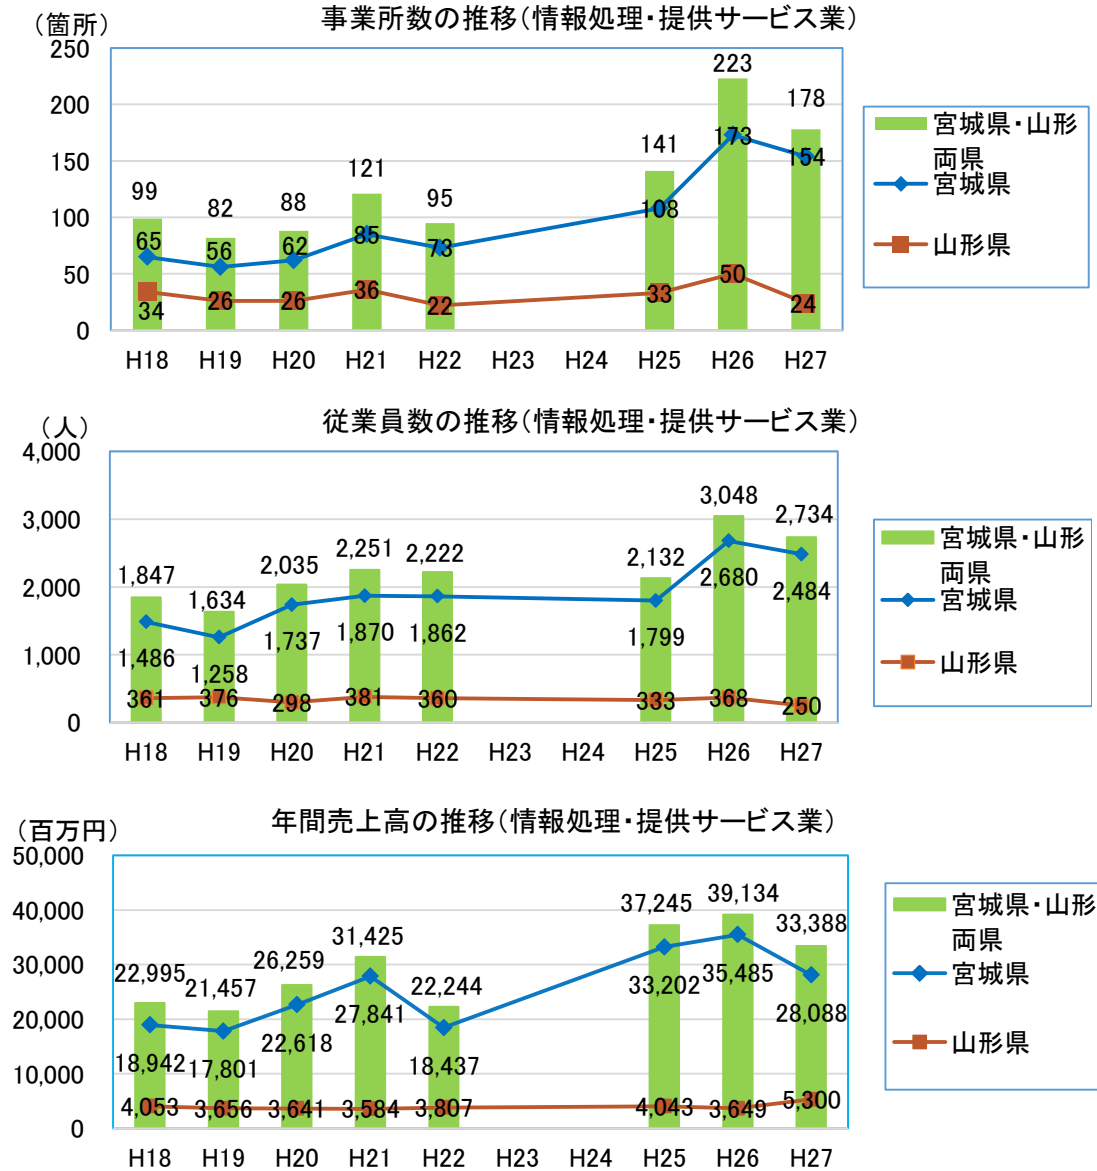 事業所数の推移(情報処理・提供サービス業)
(箇所)
250
200
150
100
50
0
99 82 88 121 95 141 223 178
65 56 62 85 73 108 173 154
34 26 26 36 22 33 50 24
H18 H19 H20 H21 H22 H23 H24 H25 H26 H27
宮城県・山形
両県
宮城県
山形県
従業員数の推移(情報処理・提供サービス業)
(人)
4,000
3,000
2,000
1,000
0
1,847 1,634 2,035 2,251 2,222 2,132 3,048 2,734
1,486 1,258 1,737 1,870 1,862 1,799 2,680 2,484
361 376 298 381 360 333 368 250
H18 H19 H20 H21 H22 H23 H24 H25 H26 H27
宮城県・山形
両県
宮城県
山形県
年間売上高の推移(情報処理・提供サービス業)
(百万円)
50,000
40,000
30,000
20,000
10,000
0
22,995 21,457 26,259 31,425 22,244 37,245 39,134 33,388
18,942 17,801 22,618 27,841 18,437 33,202 35,485 28,088
4,053 3,656 3,641 3,584 3,807 4,043 3,649 5,300
H18 H19 H20 H21 H22 H23 H24 H25 H26 H27
宮城県・山形
両県
宮城県
山形県